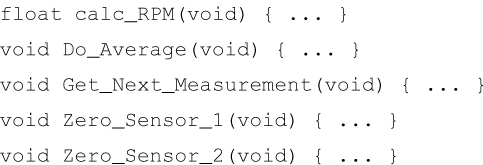 float calc_RPM(void) { ... }
void Do_Average(void) { ... }
void Get_Next_Measurement(void) { ... }
void Zero_Sensor_1(void) { ... }
void Zero_Sensor_2(void) { ... }